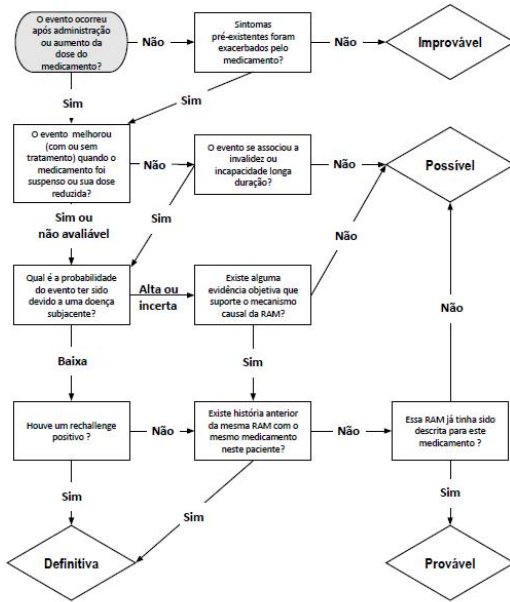 O evento ocorreu
após administração
ou aumento da
dose do
medicamento?
Não
Sintomas
pré-existentes foram
exacerbados pelo
medicamento?
Não
Improvável
Sim
Sim
O evento melhorou
(com ou sem
tratamento) quando o
medicamento foi
suspenso ou sua dose
reduzida?
Não
O evento se associou a
invalidez ou
incapacidade longa
duração?
Não
Possível
Sim ou
não avaliável
Sim
Não
Qual é a probabilidade
do evento ter sido
devido a uma doença
subjacente?
Alta ou
incerta
Existe alguma
evidência objetiva que
suporte o mecanismo
causal da RAM?
Não
Baixa
Sim
Houve um rechallenge
positivo ?
Não
Existe história anterior
da mesma RAM com o
mesmo medicamento
neste paciente?
Não
Essa RAM já tinha sido
descrita para este
medicamento ?
Sim
Sim
Sim
Definitiva
Provável